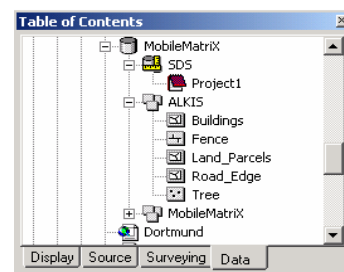 Table of Contents
MobileMatriX
SDS
Project1
ALKIS
Buildings
Fence
Land_Parcels
Road_Edge
Tree
MobileMatriX
Dortmund
Display Source Surveying Data